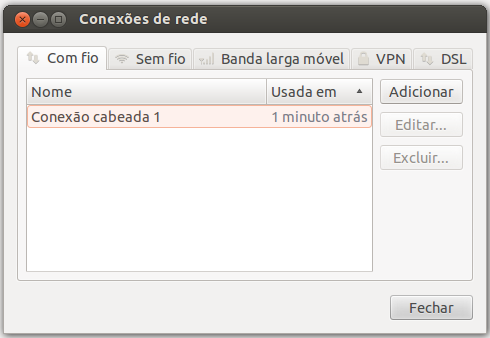 Conexões de rede
Com fio Sem fio Banda larga móvel VPN DSL
Nome Usada em Adicionar
Conexão cabeada 1 1 minuto atrás Editar...
Excluir...
Fechar